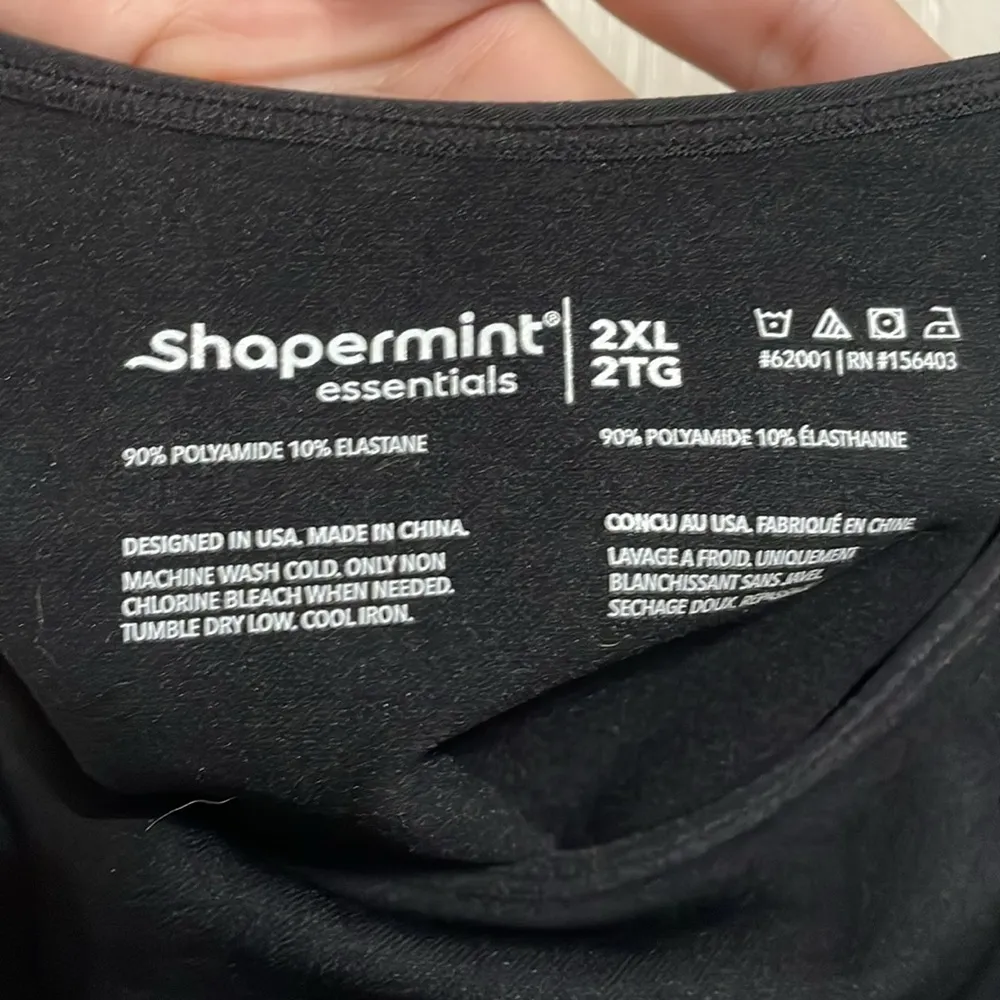 shapermint®
essentials
2XL
2TG
#62001 | RN #156403
90% POLYAMIDE 10% ELASTANE
DESIGNED IN USA. MADE IN CHINA.
MACHINE WASH COLD. ONLY NON
CHLORINE BLEACH WHEN NEEDED.
TUMBLE DRY LOW. COOL IRON.
90% POLYAMIDE 10% ÉLASTHANNE
CONCU AU USA. FABRIQUÉ EN CHINE
LAVAGE A FROID. UNIQUEMENT
BLANCHISSANT SANS JAVEL
SECHAGE DOUX.